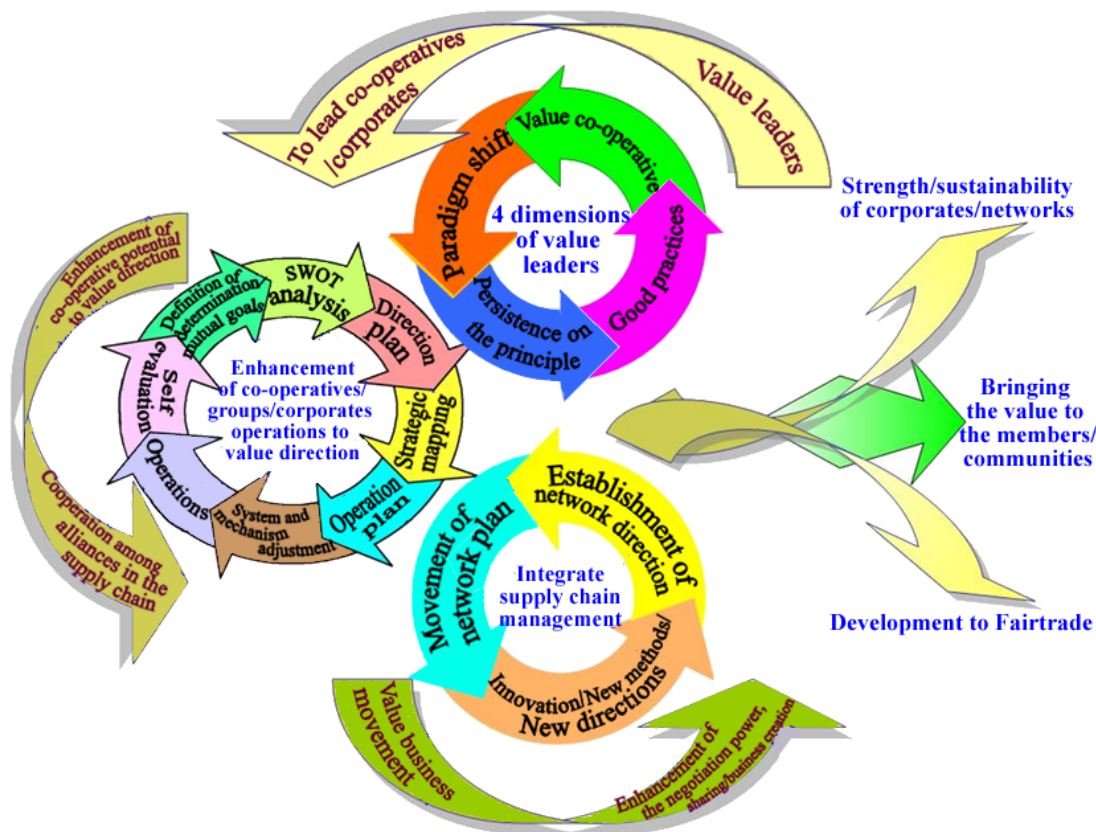 To lead co-operatives
/corporates
Value leaders
Value co-operative
Paradigm shift
4 dimensions
of value
leaders
Good practices
Persistence on
the principle
Strength/sustainability
of corporates/networks
Enhancement of
co-operative potential
to value direction
Definition of
determination
mutual goals
SWOT
analysis
Direction
plan
Self
evaluation
Enhancement
of co-operatives/
groups/corporates
operations to
value direction
Strategic
mapping
Operations
System and
mechanism
adjustment
Operation
plan
Bringing
the value to
the members/
communities
Cooperation among
alliances in the
supply chain
Establishment of
network direction
Movement of
network plan
Integrate
supply chain
management
Innovation/New methods/
New directions
Development to Fairtrade
Value business
movement
Enhancement of
the negotiation power,
sharing/business creation